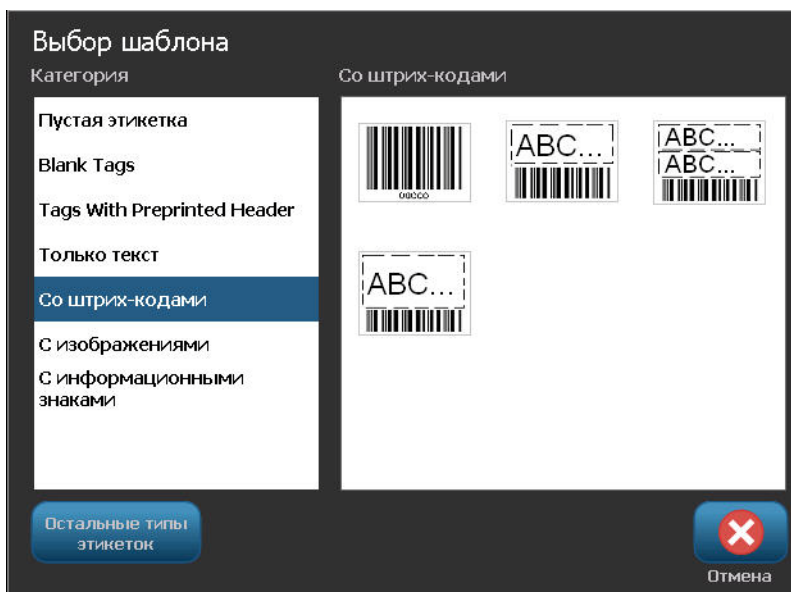 Выбор шаблона
Категория
Со штрих-кодами
Пустая этикетка
Blank Tags
Tags With Preprinted Header
Только текст
Со штрих-кодами
С изображениями
С информационными
знаками
ABC...
ABC...
ABC...
ABC...
Остальные типы
этикеток
Отмена